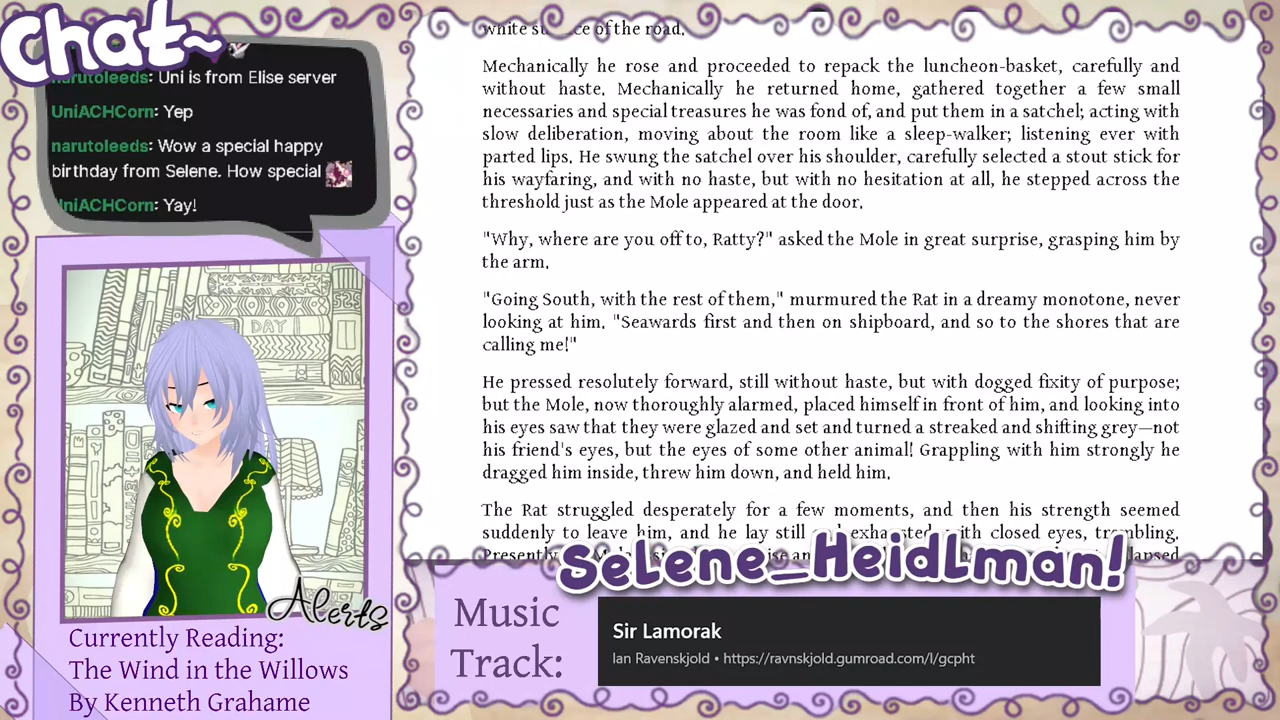 Chat~
narutoleeds: Uni is from Elise server
UniACHCorn: Yep
narutoleeds: Wow a special happy
birthday from Selene. How special
UniACHCorn: Yay!
DAY
Alerts
Currently Reading:
The Wind in the Willows
By Kenneth Grahame
white of the road.
Mechanically he rose and proceeded to repack the luncheon-basket, carefully and
without haste. Mechanically he returned home, gathered together a few small
necessaries and special treasures he was fond of, and put them in a satchel; acting with
slow deliberation, moving about the room like a sleep-walker; listening ever with
parted lips. He swung the satchel over his shoulder, carefully selected a stout stick for
his wayfaring, and with no haste, but with no hesitation at all, he stepped across the
threshold just as the Mole appeared at the door.
"Why, where are you off to, Ratty?" asked the Mole in great surprise, grasping him by
the arm.
"Going South, with the rest of them," murmured the Rat in a dreamy monotone, never
looking at him. "Seawards first and then on shipboard, and so to the shores that are
calling me!"
He pressed resolutely forward, still without haste, but with dogged fixity of purpose;
but the Mole, now thoroughly alarmed, placed himself in front of him, and looking into
his eyes saw that they were glazed and set and turned a streaked and shifting grey—not
his friend's eyes, but the eyes of some other animal! Grappling with him strongly he
dragged him inside, threw him down, and held him.
The Rat struggled desperately for a few moments, and then his strength seemed
suddenly to leave him, and he lay still exhausted, with closed eyes, trembling.
Presently
Selene_Heidlman!
Music
Track:
Sir Lamorak
Ian Ravenskjold • https://ravnskjold.gumroad.com/l/gcpht